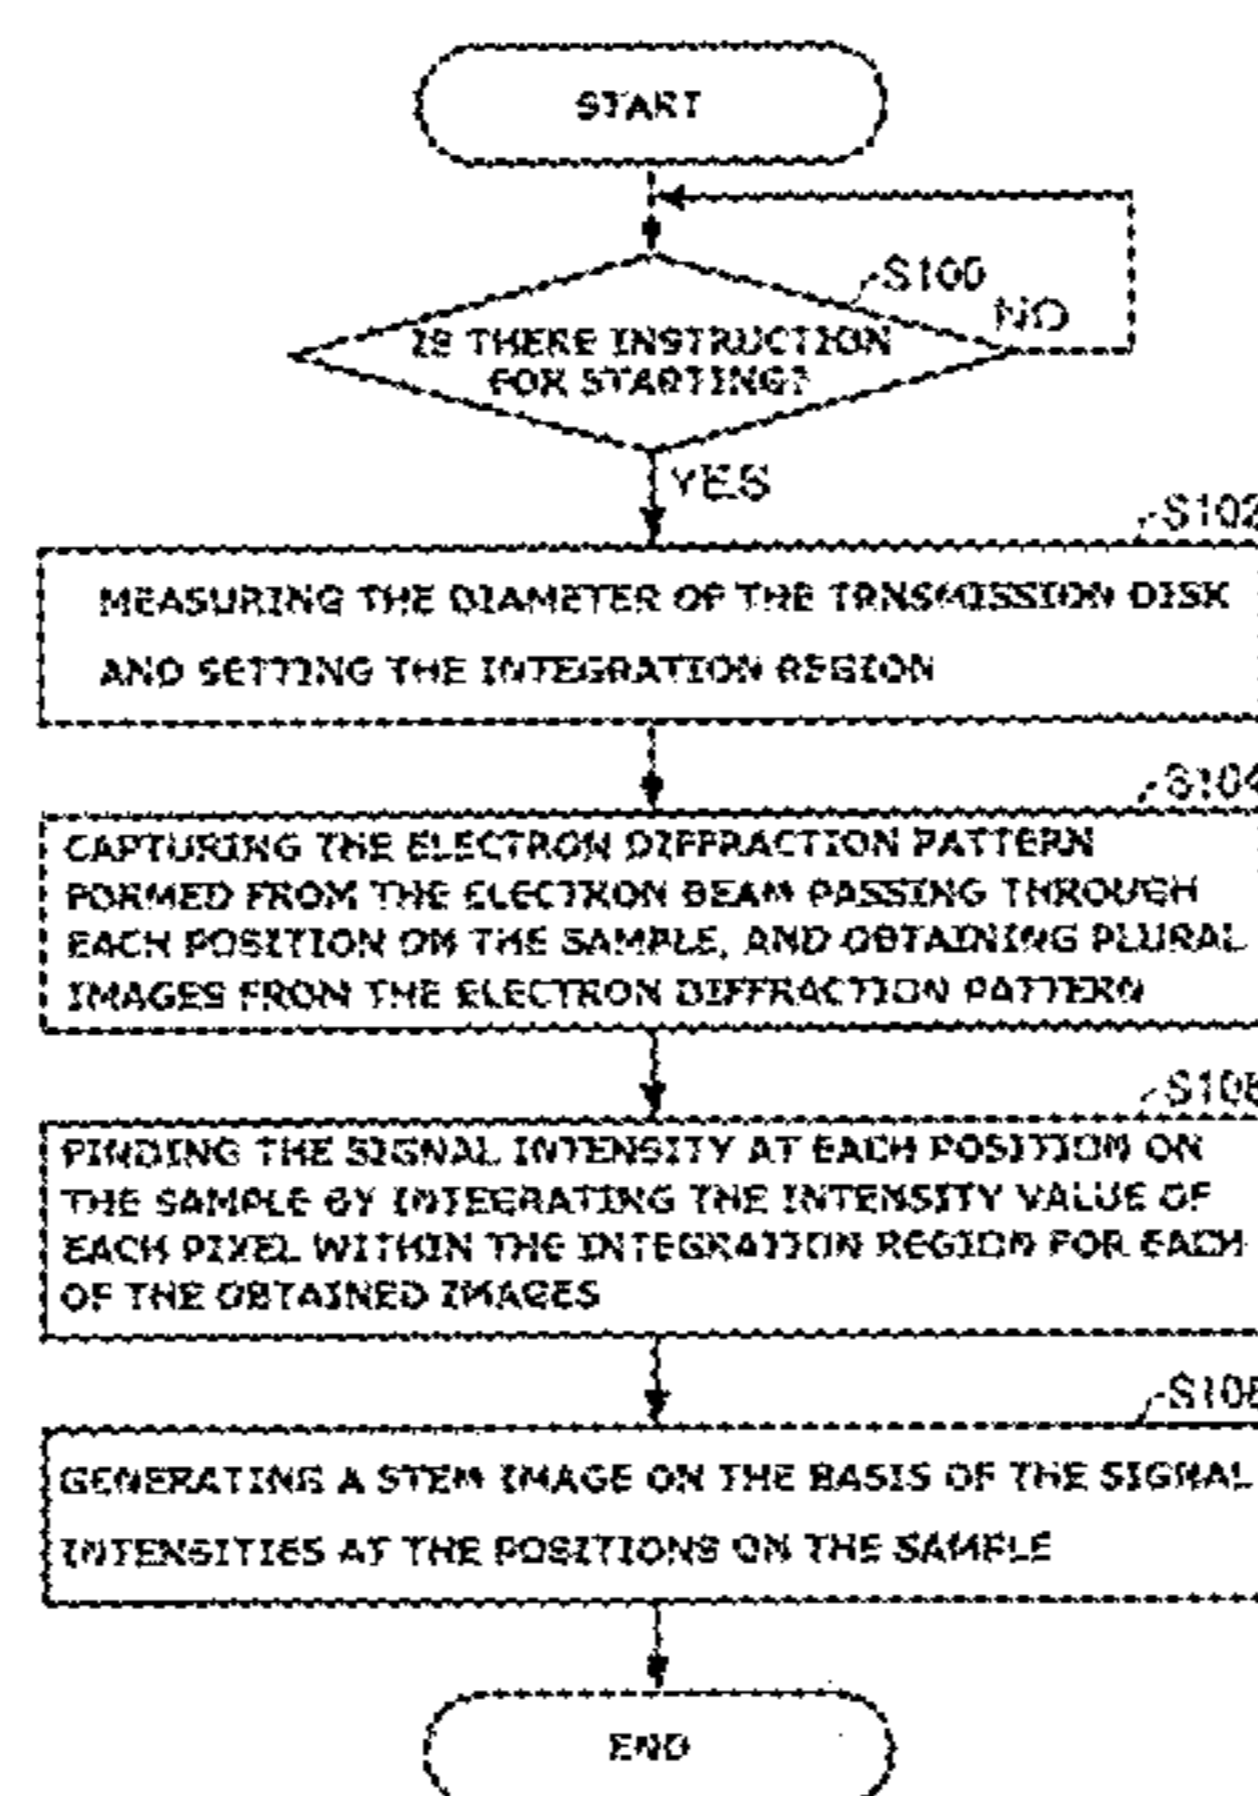 START
S100
NO
IS THERE INSTRUCTION
FOR STARTING?
YES
S102
MEASURING THE DIAMETER OF THE TRNSMISSION DISK
AND SETTING THE INTEGRATION REGION
S104
CAPTURING THE ELECTRON DIFFRACTION PATTERN
FORMED FROM THE ELECTRON BEAM PASSING THROUGH
EACH POSITION ON THE SAMPLE, AND OBTAINING PLURAL
IMAGES FROM THE ELECTRON DIFFRACTION PATTERN
S106
FINDING THE SIGNAL INTENSITY AT EACH POSITION ON
THE SAMPLE BY INTEGRATING THE INTENSITY VALUE OF
EACH PIXEL WITHIN THE INTEGRATION REGION FOR EACH
OF THE OBTAINED IMAGES
S108
GENERATING A STEM IMAGE ON THE BASIS OF THE SIGNAL
INTENSITIES AT THE POSITIONS ON THE SAMPLE
END